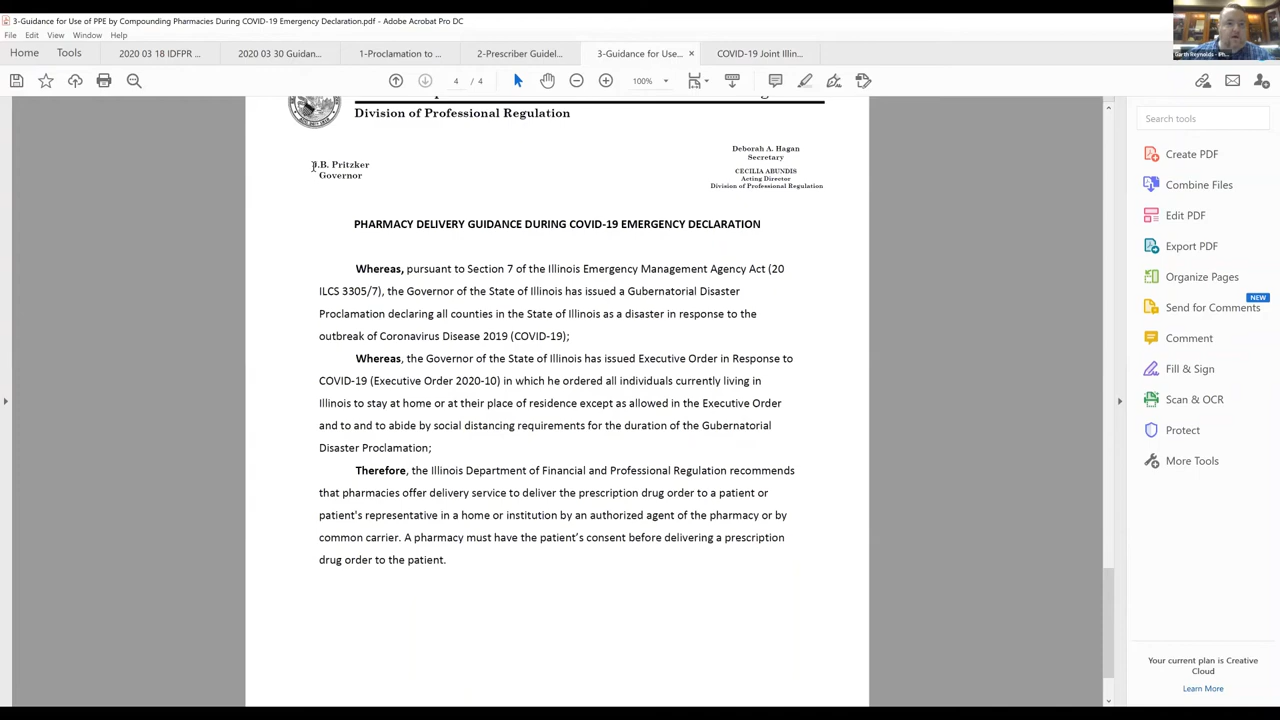 3-Guidance for Use of PPE by Compounding Pharmacies During COVID-19 Emergency Declaration.pdf - Adobe Acrobat Pro DC
File Edit View Window Help
Home Tools 2020 03 18 IDFPR ... 2020 03 30 Guidan... 1-Proclamation to ... 2-Prescriber Guidel... 3-Guidance for Use... × COVID-19 Joint Illin...
4 / 4 100%
Division of Professional Regulation
J.B. Pritzker
Governor
Deborah A. Hagan
Secretary
CECILIA ABUNDIS
Acting Director
Division of Professional Regulation
PHARMACY DELIVERY GUIDANCE DURING COVID-19 EMERGENCY DECLARATION
Whereas, pursuant to Section 7 of the Illinois Emergency Management Agency Act (20
ILCS 3305/7), the Governor of the State of Illinois has issued a Gubernatorial Disaster
Proclamation declaring all counties in the State of Illinois as a disaster in response to the
outbreak of Coronavirus Disease 2019 (COVID-19);
Whereas, the Governor of the State of Illinois has issued Executive Order in Response to
COVID-19 (Executive Order 2020-10) in which he ordered all individuals currently living in
Illinois to stay at home or at their place of residence except as allowed in the Executive Order
and to and to abide by social distancing requirements for the duration of the Gubernatorial
Disaster Proclamation;
Therefore, the Illinois Department of Financial and Professional Regulation recommends
that pharmacies offer delivery service to deliver the prescription drug order to a patient or
patient's representative in a home or institution by an authorized agent of the pharmacy or by
common carrier. A pharmacy must have the patient’s consent before delivering a prescription
drug order to the patient.
Garth Reynolds
Search tools
Create PDF
Combine Files
Edit PDF
Export PDF
Organize Pages
NEW
Send for Comments
Comment
Fill & Sign
Scan & OCR
Protect
More Tools
Your current plan is Creative
Cloud
Learn More